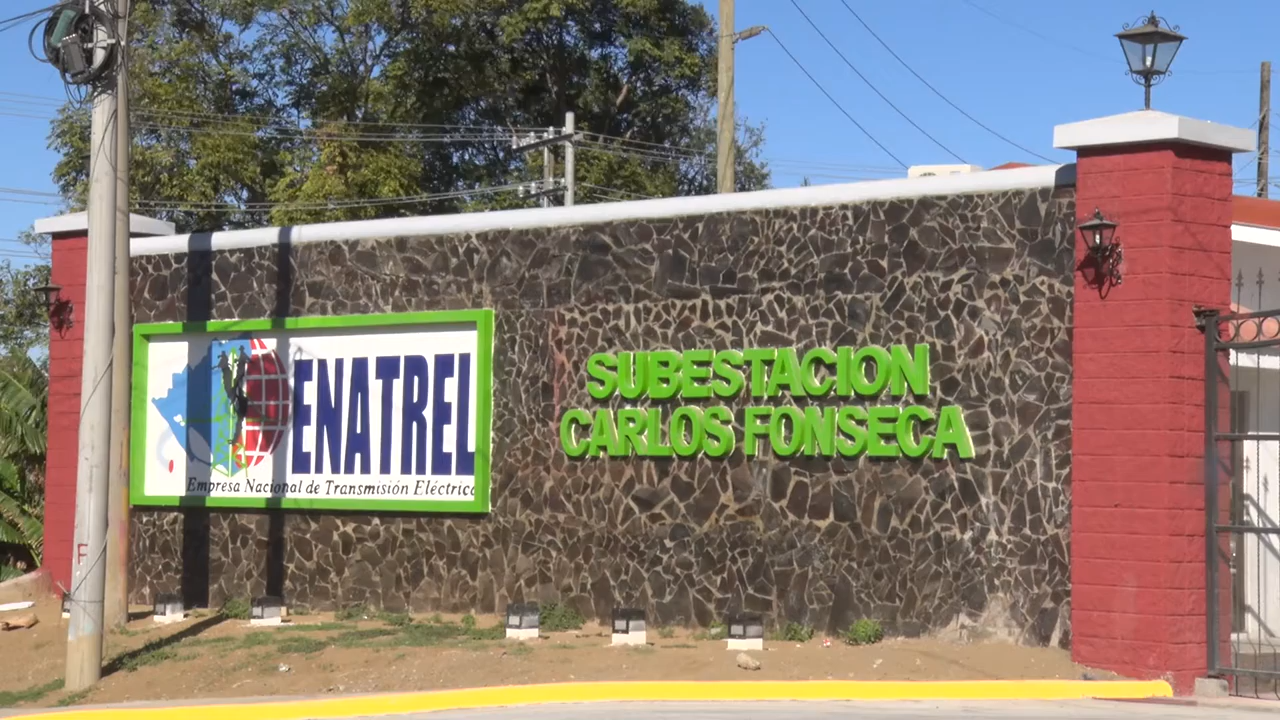 ENATREL
Empresa Nacional de Transmisión Eléctrica
SUBESTACION
CARLOS FONSECA